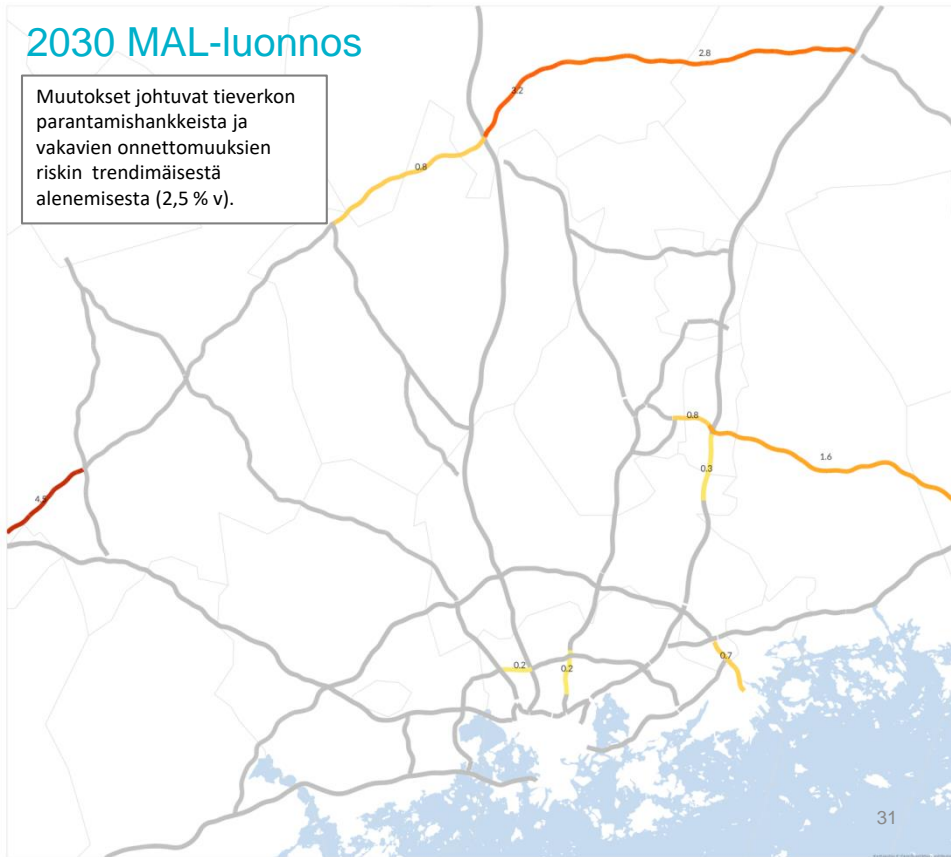 2030 MAL-luonnos
Muutokset johtuvat tieverkon
parantamishankkeista ja
vakavien onnettomuuksien
riskin trendimäisestä
alenemisesta (2,5 % v).
2.8
3.2
0.8
0.8
1.6
0.3
0.2
0.2
0.7
31